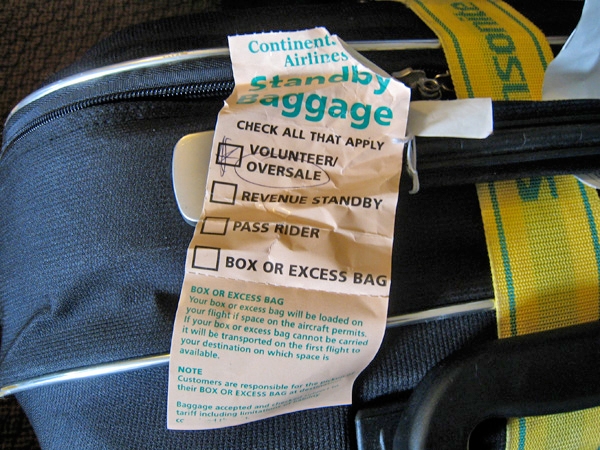 Continent
Airlines
Standby
Baggage
CHECK ALL THAT APPLY
VOLUNTEER/
OVERSALE
REVENUE STANDBY
PASS RIDER
BOX OR EXCESS BAG
BOX OR EXCESS BAG
Your box or excess bag will be loaded on
your flight if space on the aircraft permits.
If your box or excess bag cannot be carried
it will be transported on the first flight to
your destination on which space is
available.
NOTE
Customers are responsible for the
their BOX OR EXCESS BAG at
Baggage accepted and
tariff including